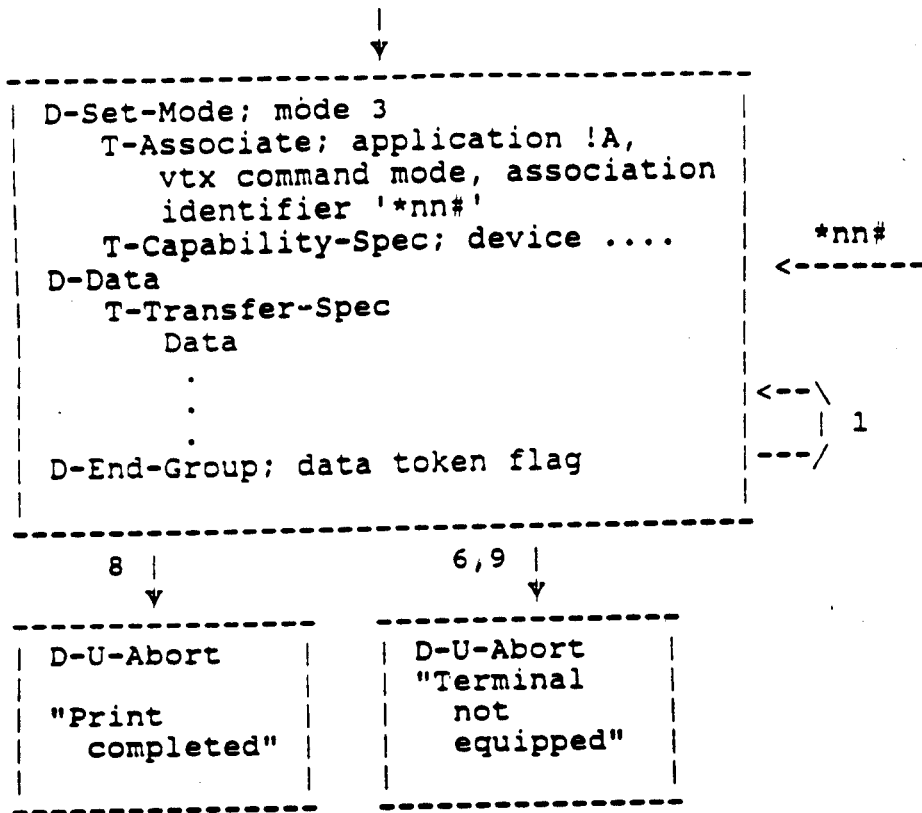 D-Set-Mode; mode 3
T-Associate; application !A,
vtx command mode, association
identifier '*nn#'
T-Capability-Spec; device ....
*nn#
D-Data
T-Transfer-Spec
Data
.
.
.
1
D-End-Group; data token flag
8
6,9
D-U-Abort
"Print
completed"
D-U-Abort
"Terminal
not
equipped"